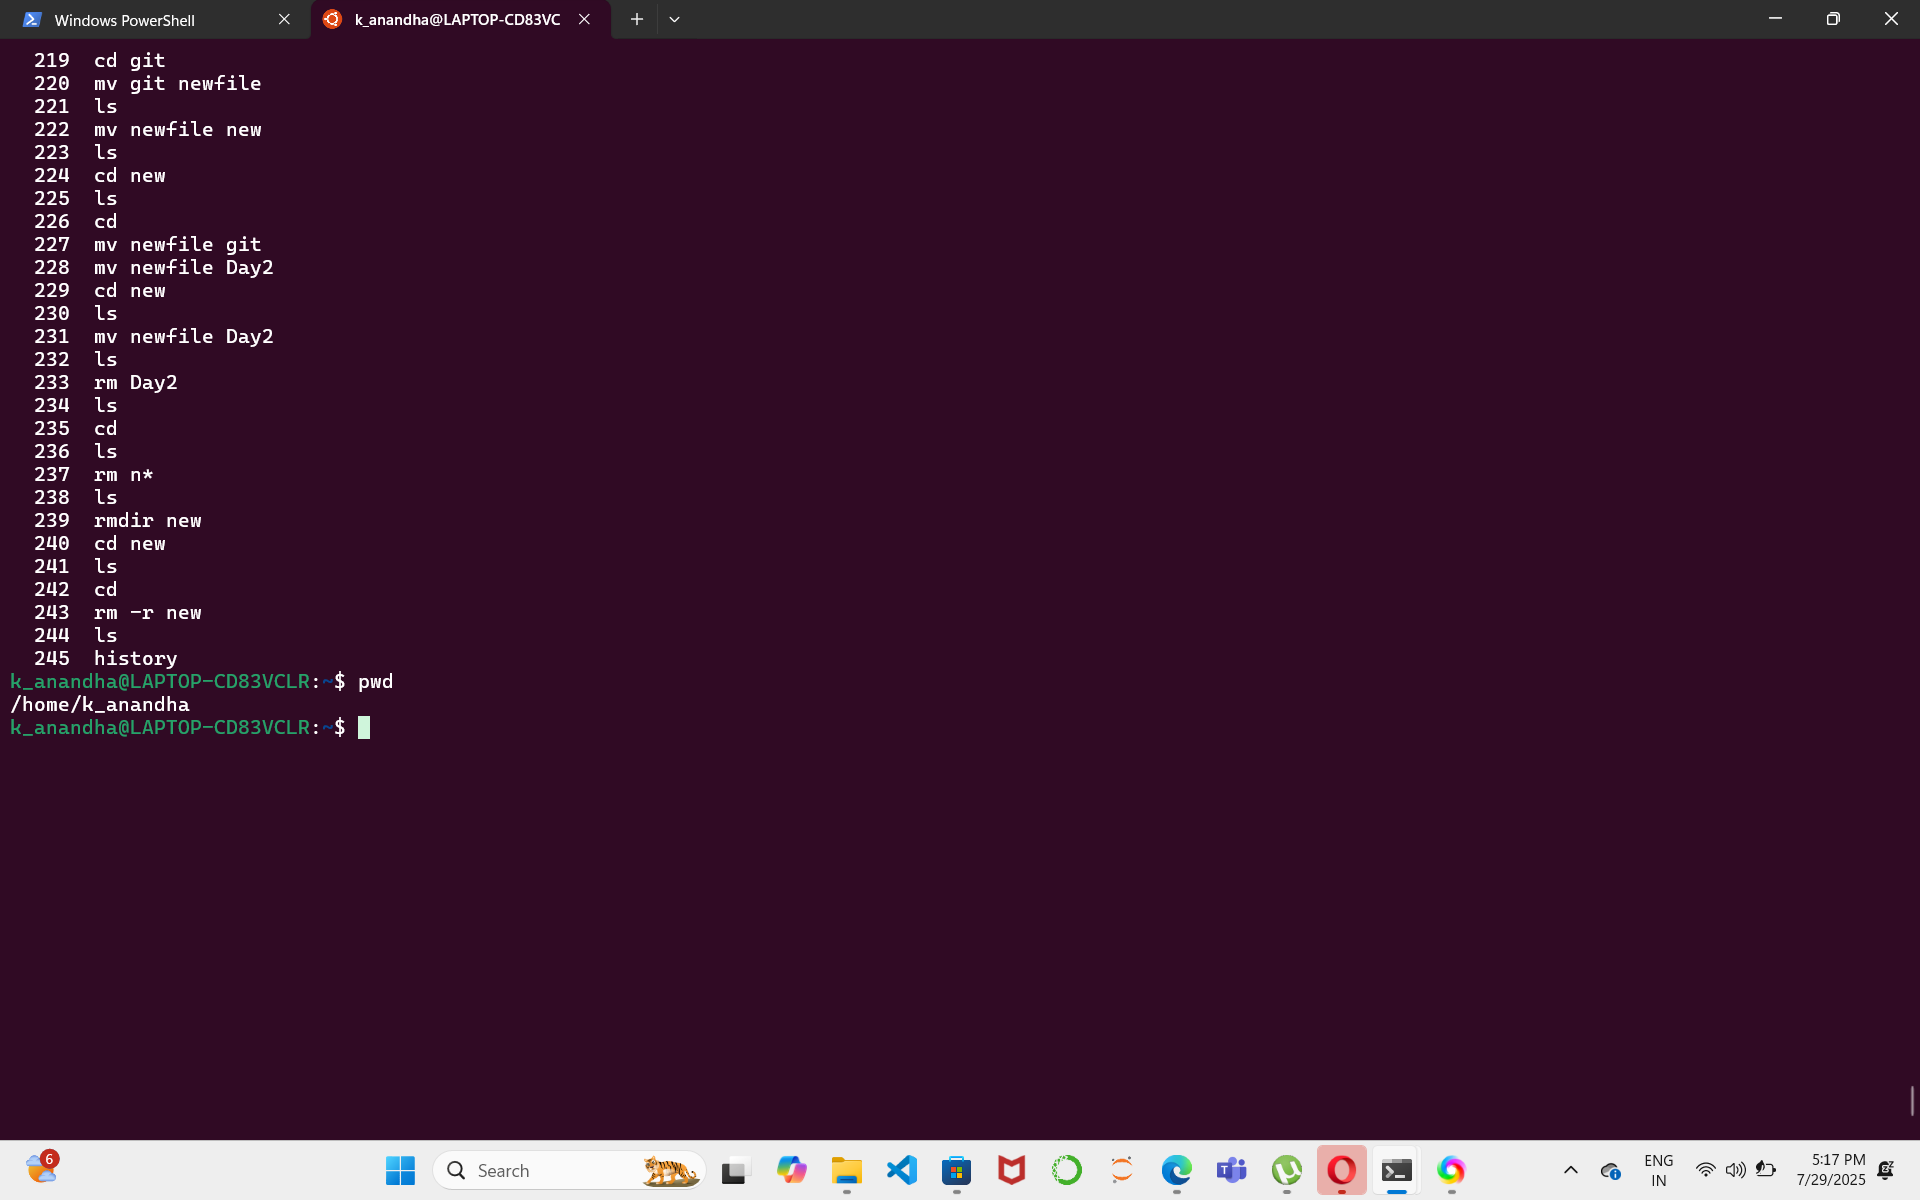 Windows PowerShell
k_anandha@LAPTOP-CD83VC
219 cd git
220 mv git newfile
221 ls
222 mv newfile new
223 ls
224 cd new
225 ls
226 cd
227 mv newfile git
228 mv newfile Day2
229 cd new
230 ls
231 mv newfile Day2
232 ls
233 rm Day2
234 ls
235 cd
236 ls
237 rm n*
238 ls
239 rmdir new
240 cd new
241 ls
242 cd
243 rm -r new
244 ls
245 history
k_anandha@LAPTOP-CD83VCLR:~$ pwd
/home/k_anandha
k_anandha@LAPTOP-CD83VCLR:~$
6
Search
ENG
IN
5:17 PM
7/29/2025